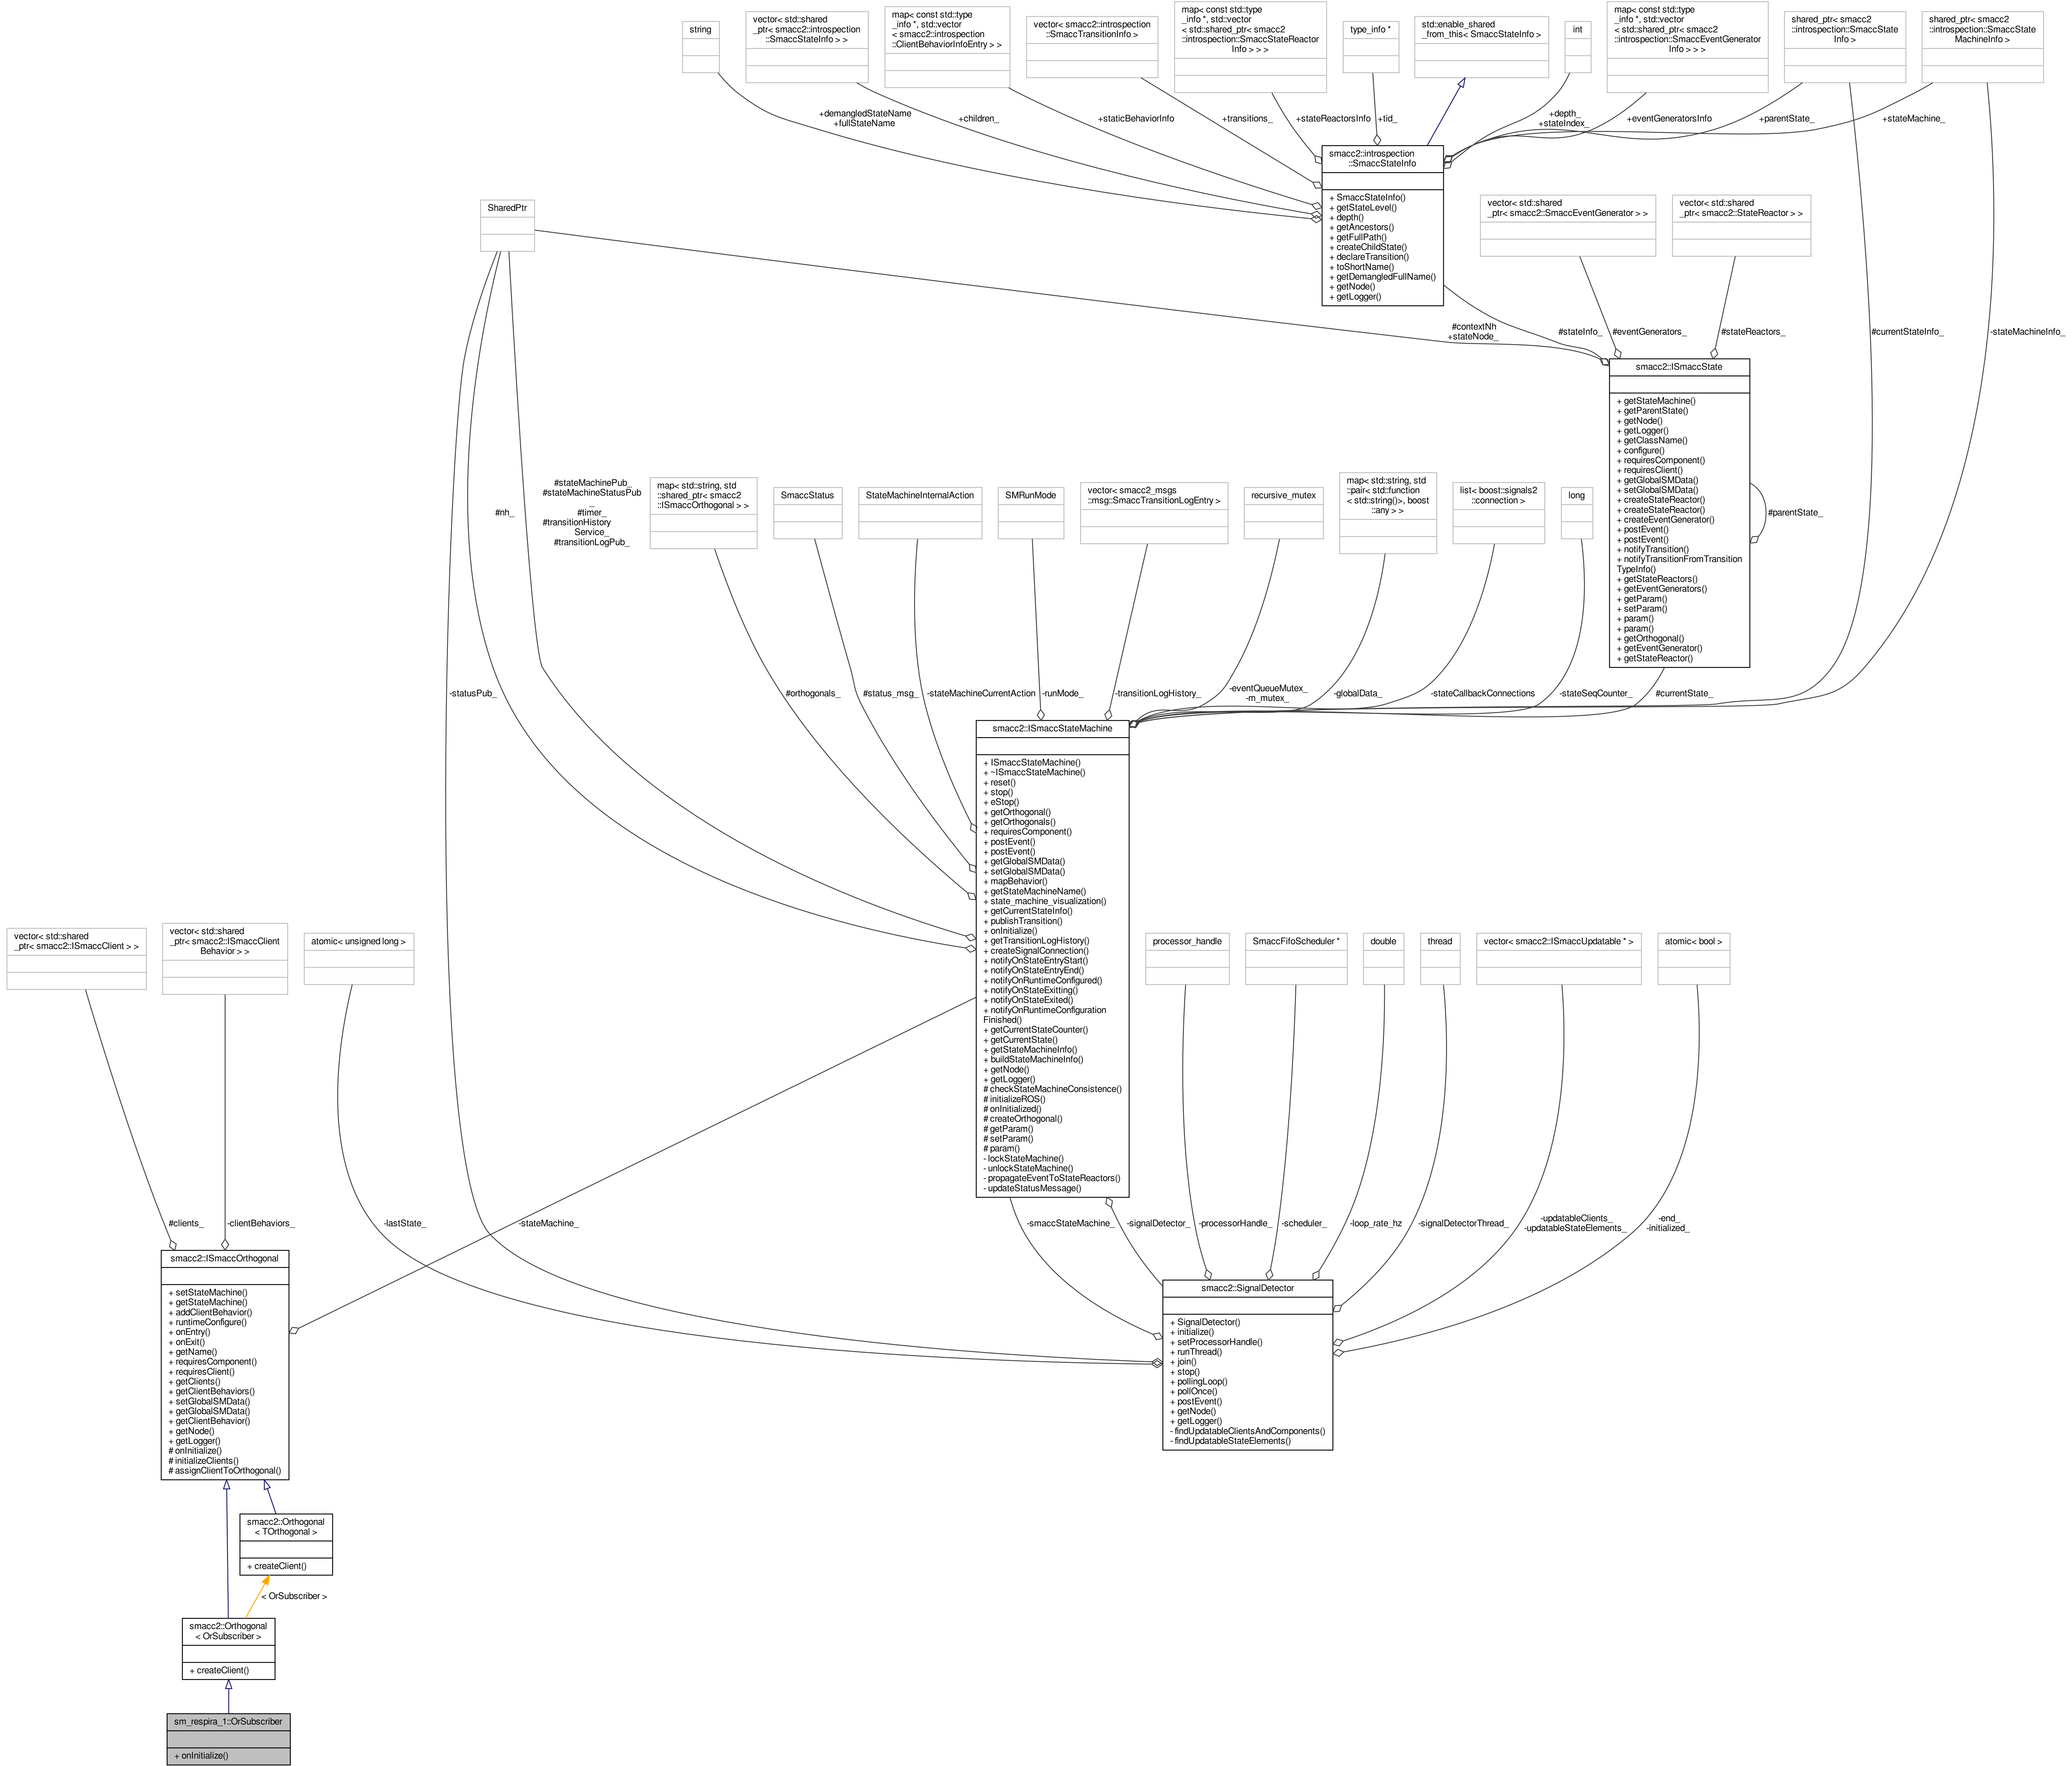 string
vector< std::shared
_ptr< smacc2::introspection
::SmaccStateInfo > >
map< const std::type
_info *, std::vector
< smacc2::introspection
::ClientBehaviorInfoEntry > >
vector< smacc2::introspection
::SmaccTransitionInfo >
map< const std::type
_info *, std::vector
< std::shared_ptr< smacc2
::introspection::SmaccStateReactor
Info > > >
type_info *
std::enable_shared
_from_this< SmaccStateInfo >
int
map< const std::type
_info *, std::vector
< std::shared_ptr< smacc2
::introspection::SmaccEventGenerator
Info > > >
shared_ptr< smacc2
::introspection::SmaccState
Info >
shared_ptr< smacc2
::introspection::SmaccState
MachineInfo >
+demangledStateName
+fullStateName
+children_
+staticBehaviorInfo
+transitions_
+stateReactorsInfo
+tid_
+depth_
+stateIndex_
+eventGeneratorsInfo
+parentState_
+stateMachine_
smacc2::introspection
::SmaccStateInfo
+ SmaccStateInfo()
+ getStateLevel()
+ depth()
+ getAncestors()
+ getFullPath()
+ createChildState()
+ declareTransition()
+ toShortName()
+ getDemangledFullName()
+ getNode()
+ getLogger()
SharedPtr
vector< std::shared
_ptr< smacc2::SmaccEventGenerator > >
vector< std::shared
_ptr< smacc2::StateReactor > >
#contextNh
+stateNode_
#stateInfo_
#eventGenerators_
#stateReactors_
#currentStateInfo_
-stateMachineInfo_
smacc2::ISmaccState
+ getStateMachine()
+ getParentState()
+ getNode()
+ getLogger()
+ getClassName()
+ configure()
+ requiresComponent()
+ requiresClient()
+ getGlobalSMData()
+ setGlobalSMData()
+ createStateReactor()
+ createStateReactor()
+ createEventGenerator()
+ postEvent()
+ postEvent()
+ notifyTransition()
+ notifyTransitionFromTransition
TypeInfo()
+ getStateReactors()
+ getEventGenerators()
+ getParam()
+ setParam()
+ param()
+ param()
+ getOrthogonal()
+ getEventGenerator()
+ getStateReactor()
#parentState_
#nh_
#stateMachinePub_
#stateMachineStatusPub
_
#timer_
#transitionHistory
Service_
#transitionLogPub_
map< std::string, std
::shared_ptr< smacc2
::ISmaccOrthogonal > >
SmaccStatus
StateMachineInternalAction
SMRunMode
vector< smacc2_msgs
::msg::SmaccTransitionLogEntry >
recursive_mutex
map< std::string, std
::pair< std::function
< std::string()>, boost
::any > >
list< boost::signals2
::connection >
long
-statusPub_
#orthogonals_
#status_msg_
-stateMachineCurrentAction
-runMode_
-transitionLogHistory_
-eventQueueMutex_
-m_mutex_
-globalData_
-stateCallbackConnections
-stateSeqCounter_
#currentState_
smacc2::ISmaccStateMachine
+ ISmaccStateMachine()
+ ~ISmaccStateMachine()
+ reset()
+ stop()
+ eStop()
+ getOrthogonal()
+ getOrthogonals()
+ requiresComponent()
+ postEvent()
+ postEvent()
+ getGlobalSMData()
+ setGlobalSMData()
+ mapBehavior()
+ getStateMachineName()
+ state_machine_visualization()
+ getCurrentStateInfo()
+ publishTransition()
+ onInitialize()
+ getTransitionLogHistory()
+ createSignalConnection()
+ notifyOnStateEntryStart()
+ notifyOnStateEntryEnd()
+ notifyOnRuntimeConfigured()
+ notifyOnStateExitting()
+ notifyOnStateExited()
+ notifyOnRuntimeConfiguration
Finished()
+ getCurrentStateCounter()
+ getCurrentState()
+ getStateMachineInfo()
+ buildStateMachineInfo()
+ getNode()
+ getLogger()
# checkStateMachineConsistence()
# initializeROS()
# onInitialized()
# createOrthogonal()
# getParam()
# setParam()
# param()
- lockStateMachine()
- unlockStateMachine()
- propagateEventToStateReactors()
- updateStatusMessage()
vector< std::shared
_ptr< smacc2::ISmaccClient > >
vector< std::shared
_ptr< smacc2::ISmaccClient
Behavior > >
atomic< unsigned long >
processor_handle
SmaccFifoScheduler *
double
thread
vector< smacc2::ISmaccUpdatable * >
atomic< bool >
#clients_
-clientBehaviors_
-lastState_
-stateMachine_
-smaccStateMachine_
-signalDetector_
-processorHandle_
-scheduler_
-loop_rate_hz
-signalDetectorThread_
-updatableClients_
-updatableStateElements_
-end_
-initialized_
smacc2::ISmaccOrthogonal
+ setStateMachine()
+ getStateMachine()
+ addClientBehavior()
+ runtimeConfigure()
+ onEntry()
+ onExit()
+ getName()
+ requiresComponent()
+ requiresClient()
+ getClients()
+ getClientBehaviors()
+ setGlobalSMData()
+ getGlobalSMData()
+ getClientBehavior()
+ getNode()
+ getLogger()
# onInitialize()
# initializeClients()
# assignClientToOrthogonal()
smacc2::SignalDetector
+ SignalDetector()
+ initialize()
+ setProcessorHandle()
+ runThread()
+ join()
+ stop()
+ pollingLoop()
+ pollOnce()
+ postEvent()
+ getNode()
+ getLogger()
- findUpdatableClientsAndComponents()
- findUpdatableStateElements()
smacc2::Orthogonal
< TOrthogonal >
+ createClient()
< OrSubscriber >
smacc2::Orthogonal
< OrSubscriber >
+ createClient()
sm_respira_1::OrSubscriber
+ onInitialize()